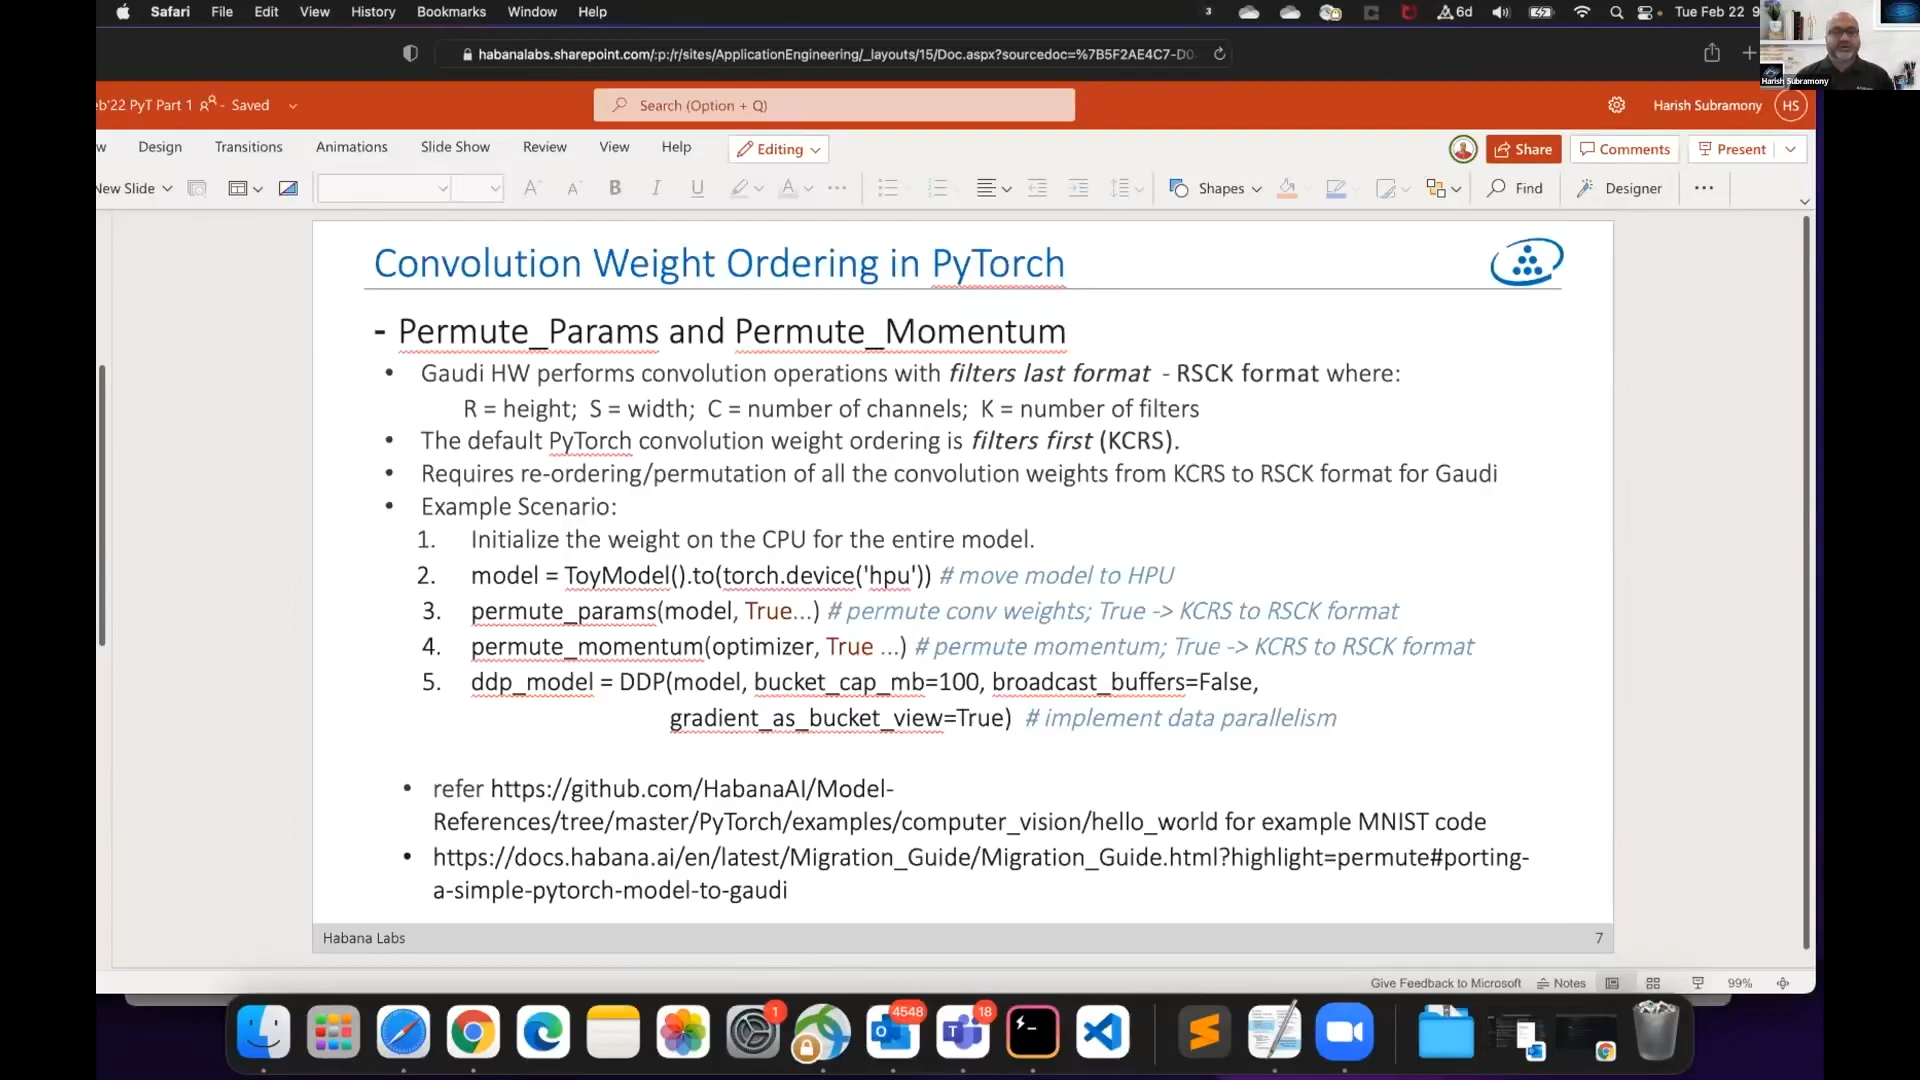 Safari File Edit View History Bookmarks Window Help
3 6d Tue Feb 22 9
habanalabs.sharepoint.com/:p:/r/sites/ApplicationEngineering/_layouts/15/Doc.aspx?sourcedoc=%7B5F2AE4C7-D0
Harish Subramony
eb'22 PyT Part 1 - Saved
Search (Option + Q)
Harish Subramony HS
w Design Transitions Animations Slide Show Review View Help Editing Share Comments Present
New Slide A A B I U A Shapes Find Designer
Convolution Weight Ordering in PyTorch
- Permute_Params and Permute_Momentum
• Gaudi HW performs convolution operations with filters last format - RSCK format where:
R = height; S = width; C = number of channels; K = number of filters
• The default PyTorch convolution weight ordering is filters first (KCRS).
• Requires re-ordering/permutation of all the convolution weights from KCRS to RSCK format for Gaudi
• Example Scenario:
1. Initialize the weight on the CPU for the entire model.
2. model = ToyModel().to(torch.device('hpu')) # move model to HPU
3. permute_params(model, True...) # permute conv weights; True -> KCRS to RSCK format
4. permute_momentum(optimizer, True ...) # permute momentum; True -> KCRS to RSCK format
5. ddp_model = DDP(model, bucket_cap_mb=100, broadcast_buffers=False,
gradient_as_bucket_view=True) # implement data parallelism
• refer https://github.com/HabanaAI/Model-
References/tree/master/PyTorch/examples/computer_vision/hello_world for example MNIST code
• https://docs.habana.ai/en/latest/Migration_Guide/Migration_Guide.html?highlight=permute#porting-
a-simple-pytorch-model-to-gaudi
Habana Labs 7
Give Feedback to Microsoft Notes 99%
1 4548 18